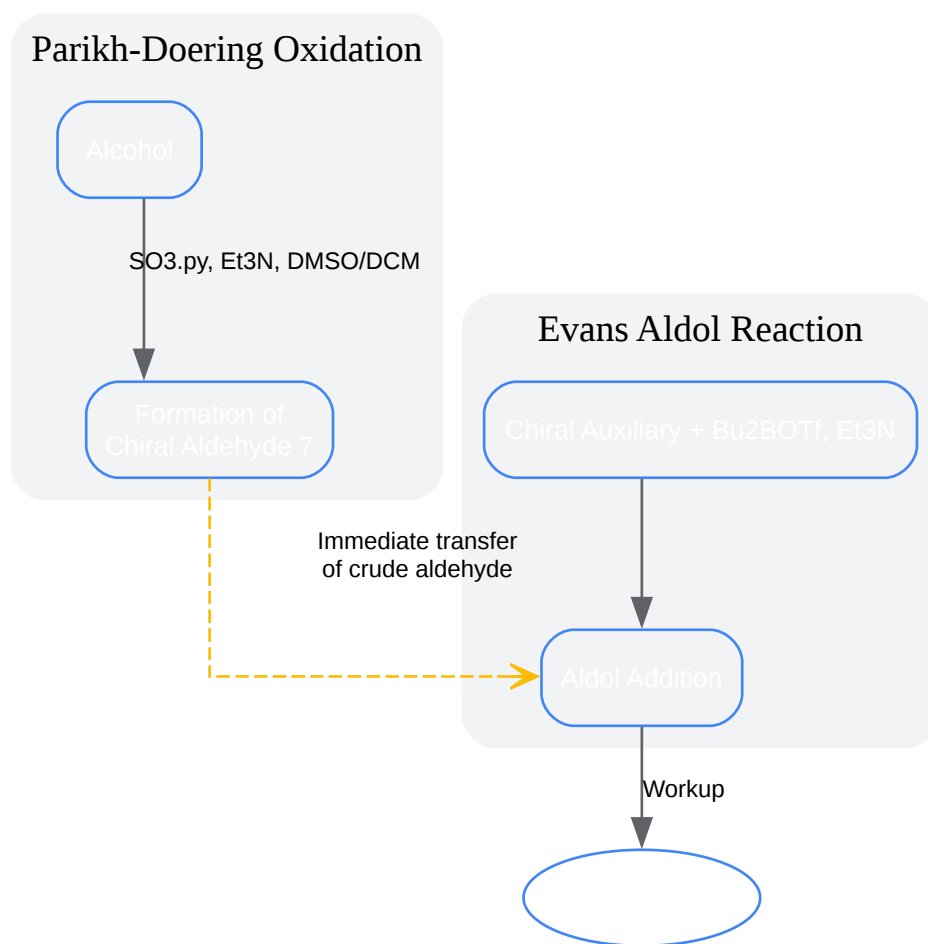 Parikh-Doering Oxidation
Alcohol
SO3.py, Et3N, DMSO/DCM
Formation of
Chiral Aldehyde 7
Evans Aldol Reaction
Chiral Auxiliary + Bu2BOTf, Et3N
Immediate transfer
of crude aldehyde
Aldol Addition
Workup